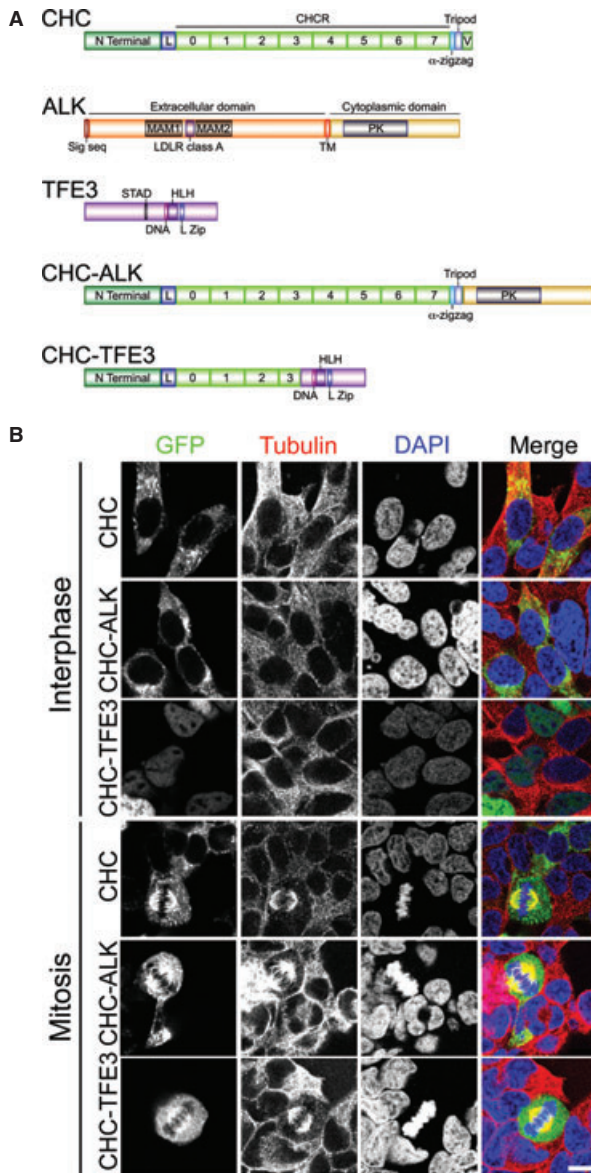 A
CHC
CHCR
Tripod
N Terminal L 0 1 2 3 4 5 6 7 V
α-zigzag
ALK
Extracellular domain Cytoplasmic domain
MAM1 MAM2 PK
Sig seq LDLR class A TM
TFE3
STAD HLH
DNA L Zip
CHC-ALK
Tripod
N Terminal L 0 1 2 3 4 5 6 7 PK
α-zigzag
CHC-TFE3
HLH
N Terminal L 0 1 2 3
DNA L Zip
B
GFP Tubulin DAPI Merge
Interphase
CHC
CHC-ALK
CHC-TFE3
Mitosis
CHC
CHC-ALK
CHC-TFE3